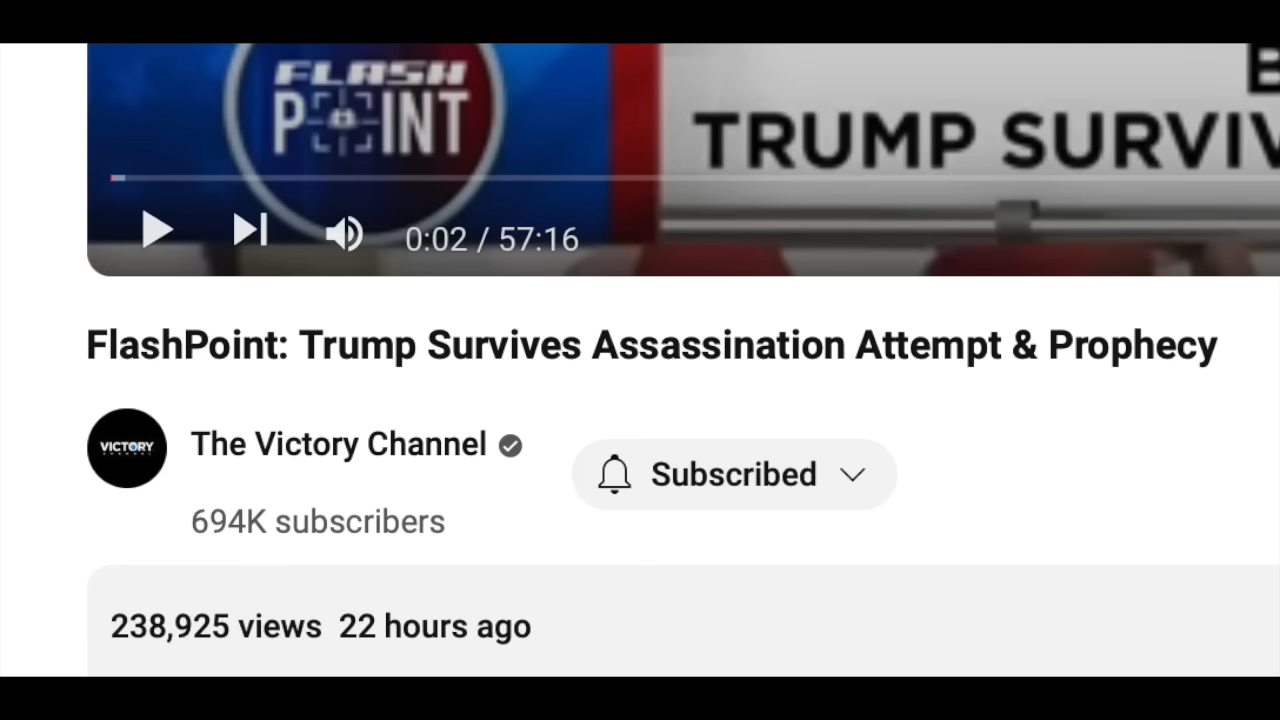 FLASH
POINT
TRUMP SURVIV
0:02 / 57:16
FlashPoint: Trump Survives Assassination Attempt & Prophecy
VICTORY
The Victory Channel
Subscribed
694K subscribers
238,925 views 22 hours ago